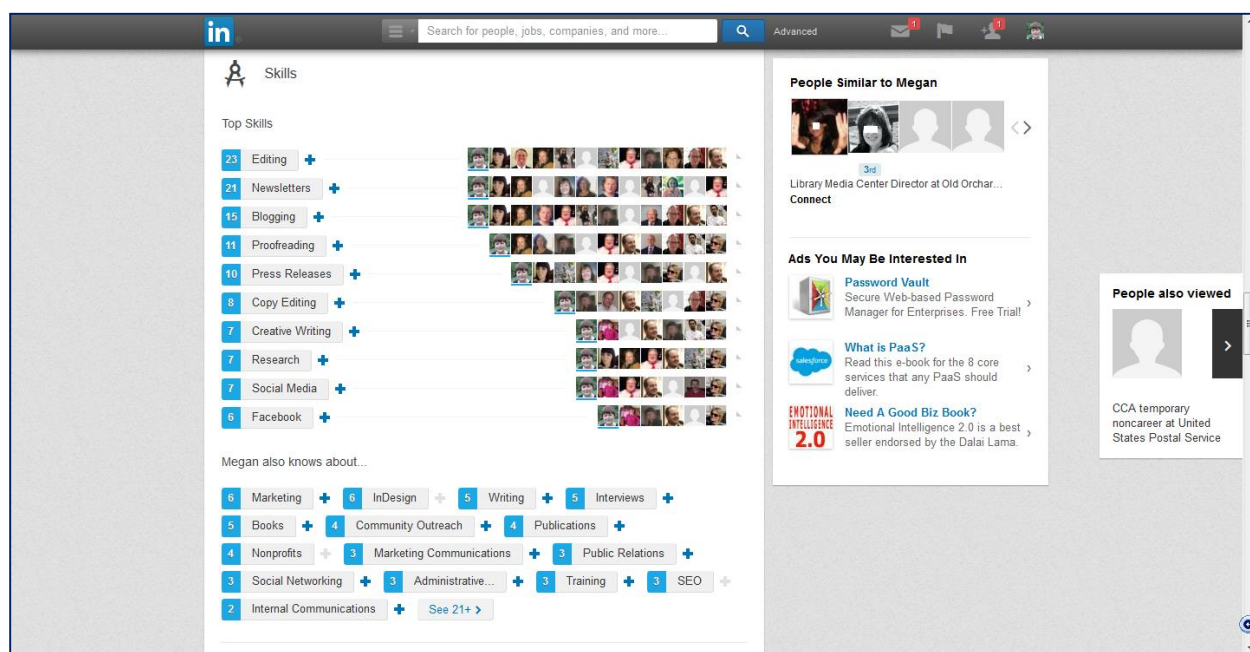 in
Search for people, jobs, companies, and more...
Advanced
1
1
Skills
Top Skills
23 Editing
21 Newsletters
15 Blogging
11 Proofreading
10 Press Releases
8 Copy Editing
7 Creative Writing
7 Research
7 Social Media
6 Facebook
Megan also knows about...
6 Marketing 6 InDesign 5 Writing 5 Interviews
5 Books 4 Community Outreach 4 Publications
4 Nonprofits 3 Marketing Communications 3 Public Relations
3 Social Networking 3 Administrative... 3 Training 3 SEO
2 Internal Communications See 21+
People Similar to Megan
3rd
Library Media Center Director at Old Orchar...
Connect
Ads You May Be Interested In
Password Vault
Secure Web-based Password
Manager for Enterprises. Free Trial!
salesforce
What is PaaS?
Read this e-book for the 8 core
services that any PaaS should
deliver.
EMOTIONAL
INTELLIGENCE
2.0
Need A Good Biz Book?
Emotional Intelligence 2.0 is a best
seller endorsed by the Dalai Lama.
People also viewed
CCA temporary
noncareer at United
States Postal Service